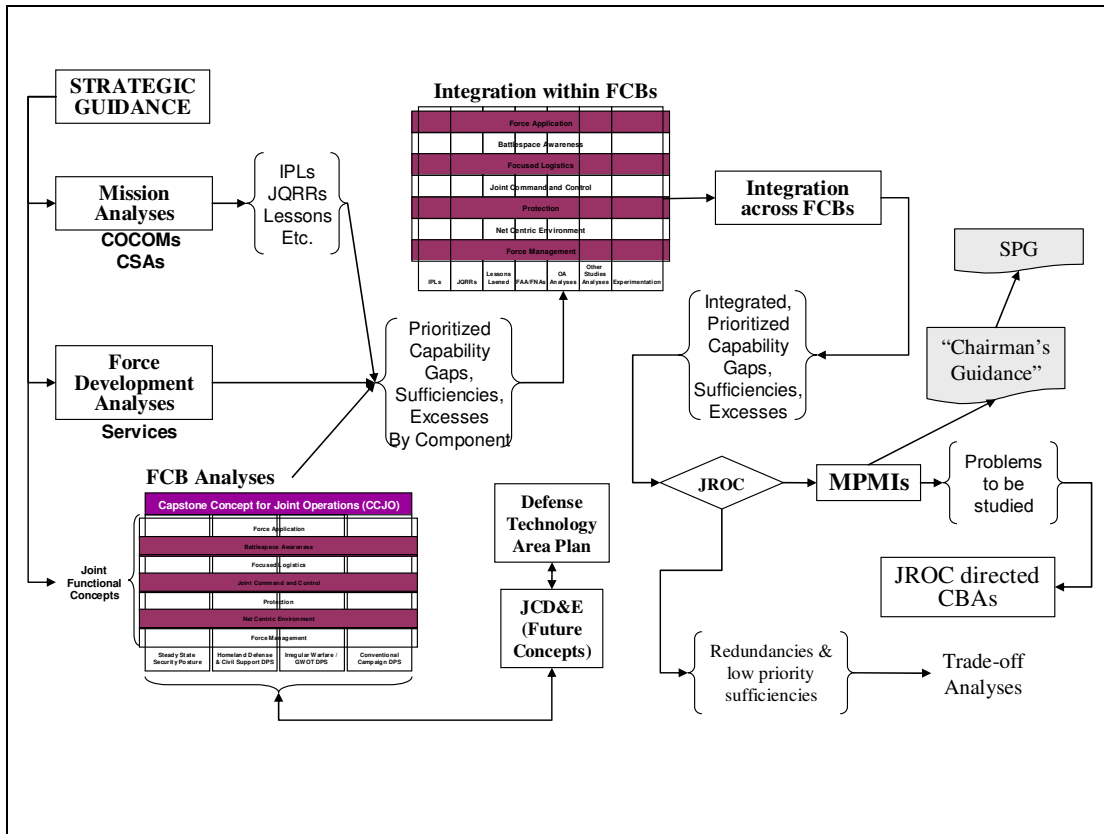 STRATEGIC
GUIDANCE
Mission
Analyses
COCOMs
CSAs
IPLs
JQRRs
Lessons
Etc.
Force
Development
Analyses
Services
FCB Analyses
Capstone Concept for Joint Operations (CCJO)
Force Application
Battlespace Awareness
Focused Logistics
Joint Command and Control
Protection
Net Centric Environment
Force Management
Steady State
Security Posture
Homeland Defense
& Civil Support DPS
Irregular Warfare /
GWOT DPS
Conventional
Campaign DPS
Joint
Functional
Concepts
Integration within FCBs
Force Application
Battlespace Awareness
Focused Logistics
Joint Command and Control
Protection
Net Centric Environment
Force Management
IPLs
JQRRs
Lessons
Lsened
FAA/FNAs
OA
Analyses
Other
Studies
Analyses
Experimentation
Prioritized
Capability
Gaps,
Sufficiencies,
Excesses
By Component
Defense
Technology
Area Plan
JCD&E
(Future
Concepts)
Integration
across FCBs
Integrated,
Prioritized
Capability
Gaps,
Sufficiencies,
Excesses
SPG
“Chairman’s
Guidance”
JROC
MPMIs
Problems
to be
studied
JROC directed
CBAs
Redundancies &
low priority
sufficiencies
Trade-off
Analyses